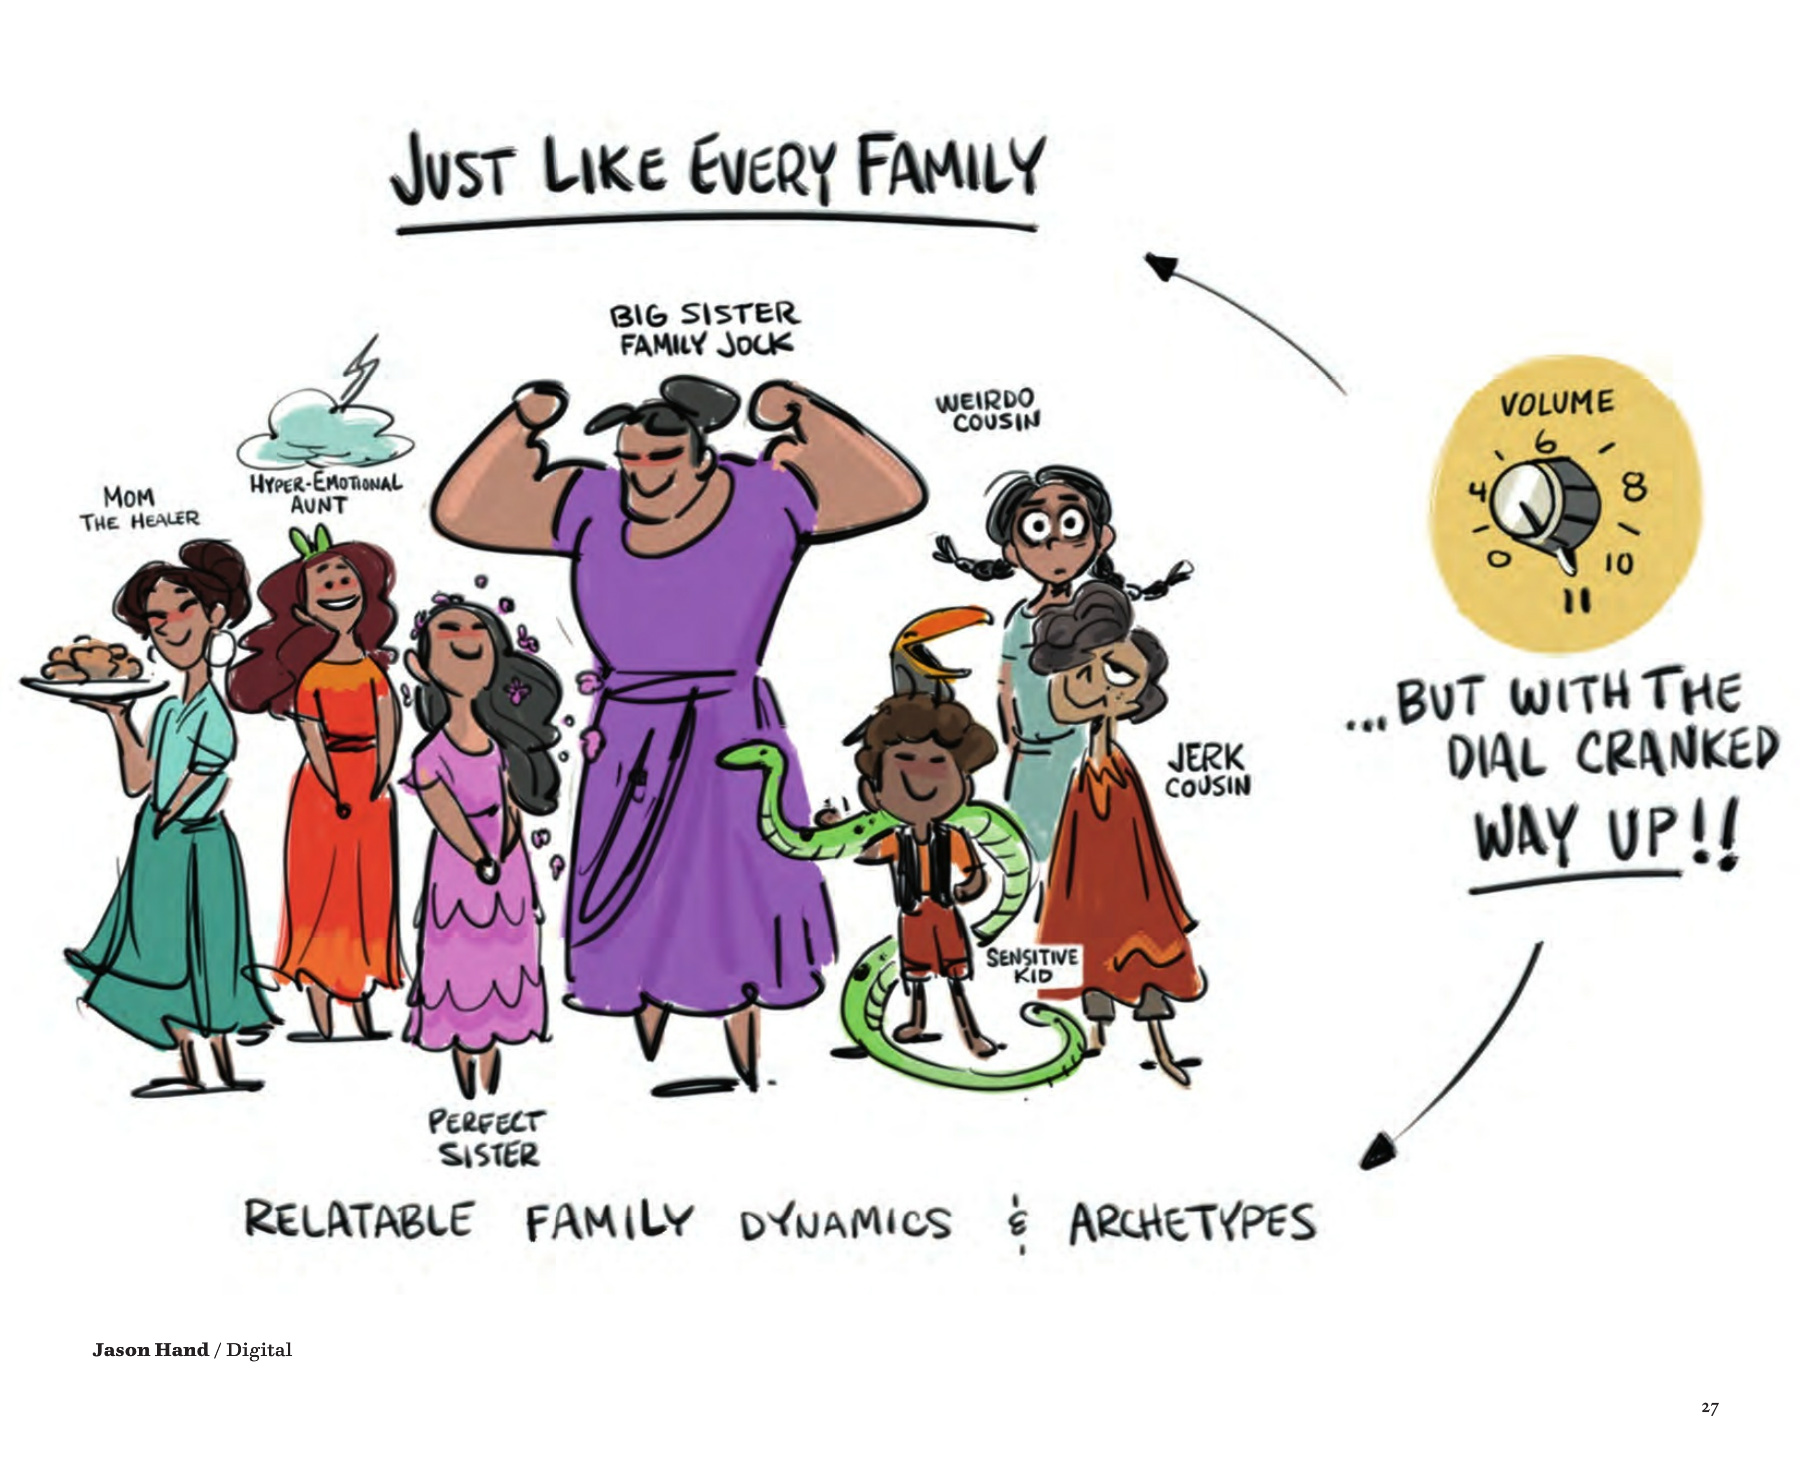 JUST LIKE EVERY FAMILY
BIG SISTER
FAMILY JOCK
WEIRDO
COUSIN
HYPER-EMOTIONAL
AUNT
MOM
THE HEALER
VOLUME
6
4
8
0
10
11
...BUT WITH THE
DIAL CRANKED
WAY UP!!
JERK
COUSIN
SENSITIVE
KID
PERFECT
SISTER
RELATABLE FAMILY DYNAMICS & ARCHETYPES
Jason Hand / Digital
27